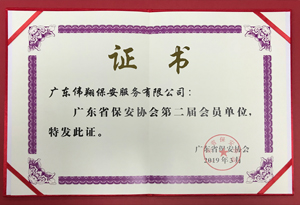 证书
广东伟翔保安服务有限公司：
广东省保安协会第二届会员单位，
特发此证。
广东省保安协会
2019年5月